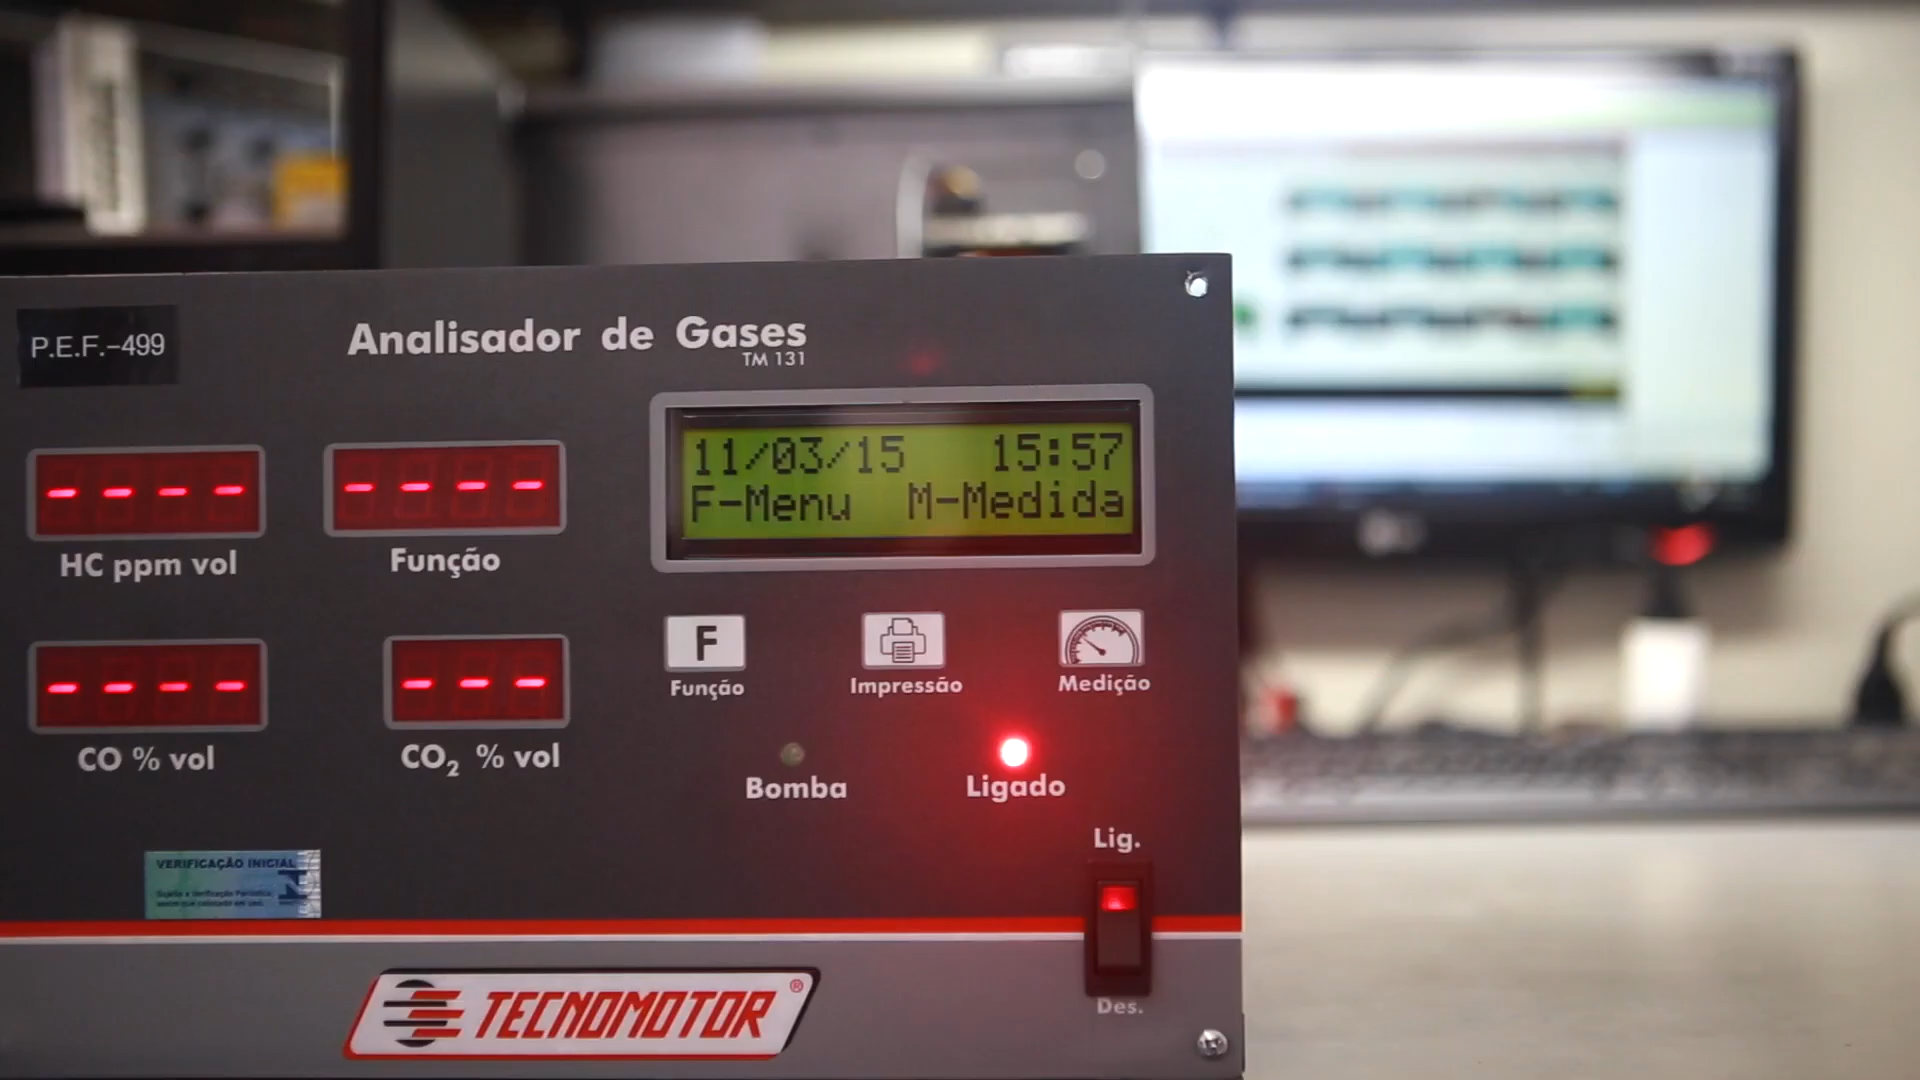 P.E.F.-499
Analisador de Gases
TM 131
11/03/15 15:57
F-Menu M-Medida
- - - -
HC ppm vol
- - - -
Função
F
Função
Impressão
Medição
- - - -
CO % vol
- - -
CO₂ % vol
Bomba
Ligado
Lig.
VERIFICAÇÃO INICIAL
Des.
TECNOMOTOR®